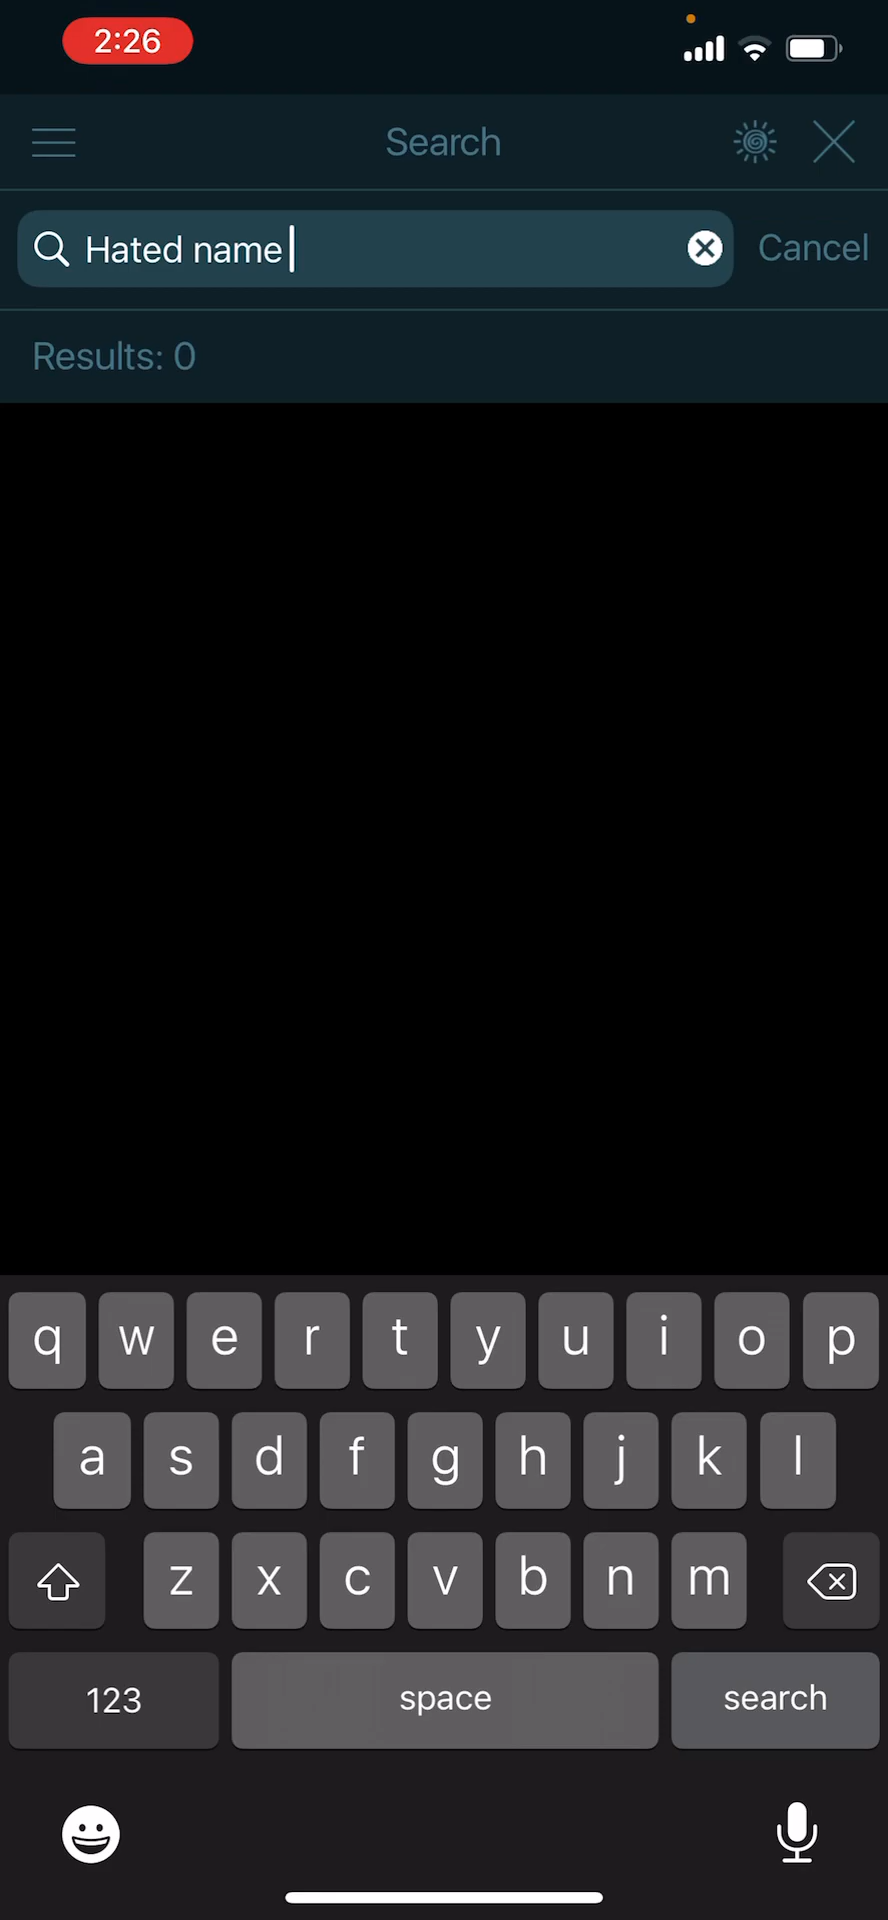 2:26
Search
Hated name
Cancel
Results: 0
q w e r t y u i o p
a s d f g h j k l
z x c v b n m
123 space search